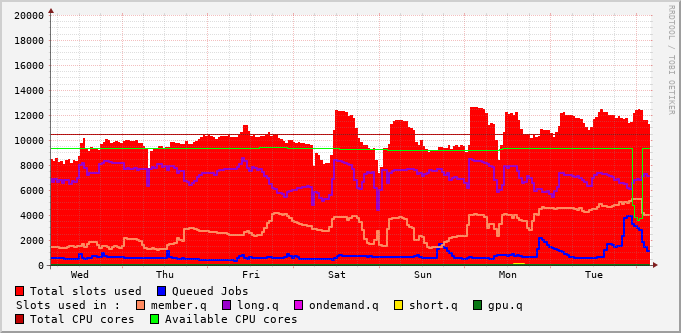 RRDTOOL / TOBI OETIKER
20000
18000
16000
14000
12000
10000
8000
6000
4000
2000
0
Wed Thu Fri Sat Sun Mon Tue
Total slots used Queued Jobs
Slots used in : member.q long.q ondemand.q short.q gpu.q
Total CPU cores Available CPU cores